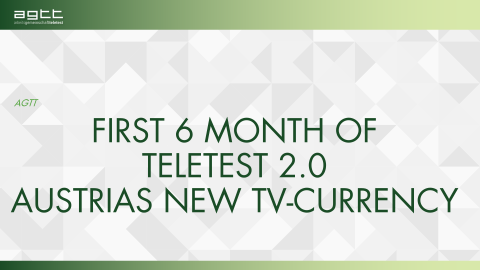 agtt
AGTT
FIRST 6 MONTH OF
TELETEST 2.0
AUSTRIAS NEW TV-CURRENCY